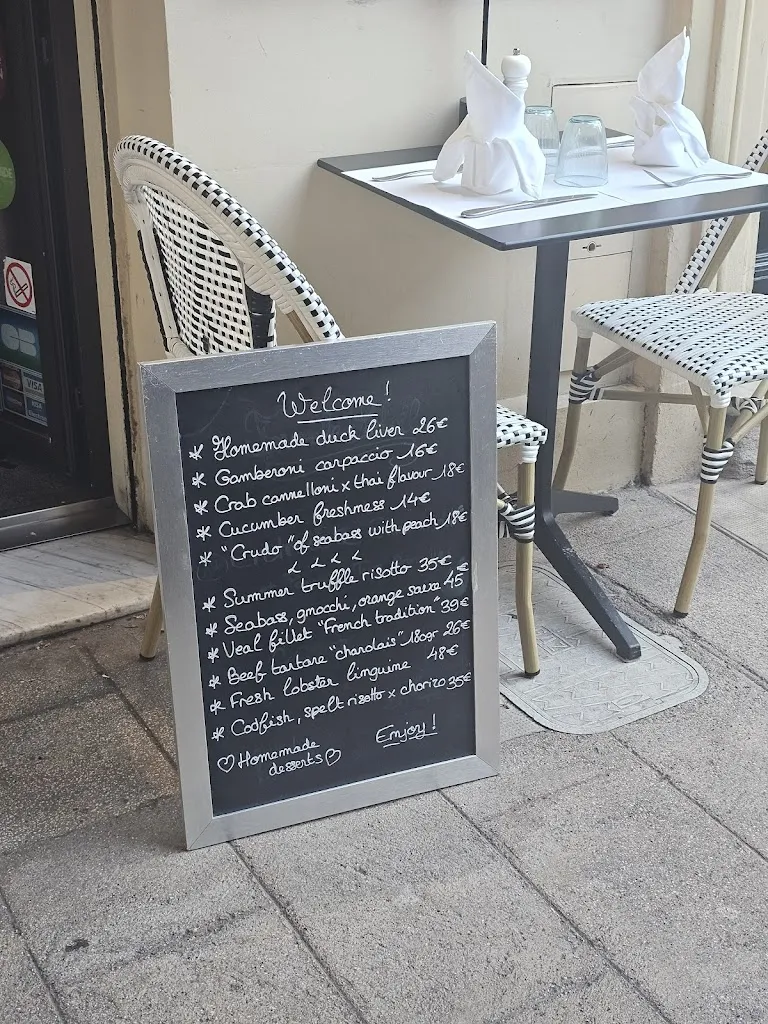 Welcome!
* Homemade duck liver 26€
* Gamberoni carpaccio 16€
* Crab cannelloni x thai flavour 18€
* Cucumber freshness 14€
* "Crudo" of seabass with peach 18€
* Summer truffle risotto 35€
* Seabass, gnocchi, orange sauce 45€
* Veal fillet "French tradition" 39€
* Beef tartare "charolais" 180gr 26€
* Fresh lobster linguine 48€
* Codfish, spelt risotto x chorizo 35€
♡ Homemade desserts ♡
Enjoy!
VISA